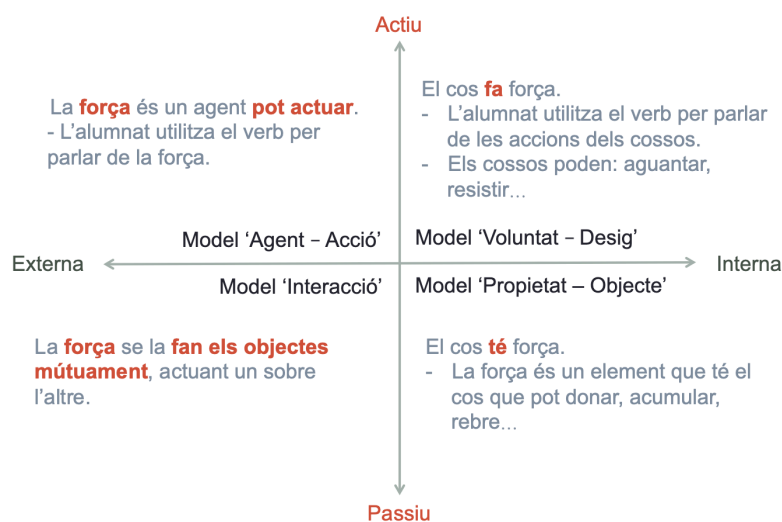 Actiu
La força és un agent pot actuar.
- L’alumnat utilitza el verb per
parlar de la força.
El cos fa força.
- L’alumnat utilitza el verb per parlar
de les accions dels cossos.
- Els cossos poden: aguantar,
resistir…
Model ‘Agent – Acció’
Model ‘Voluntat – Desig’
Externa
Interna
Model ‘Interacció’
Model ‘Propietat – Objecte’
La força se la fan els objectes
mútuament, actuant un sobre
l’altre.
El cos té força.
- La força és un element que té el
cos que pot donar, acumular,
rebre…
Passiu